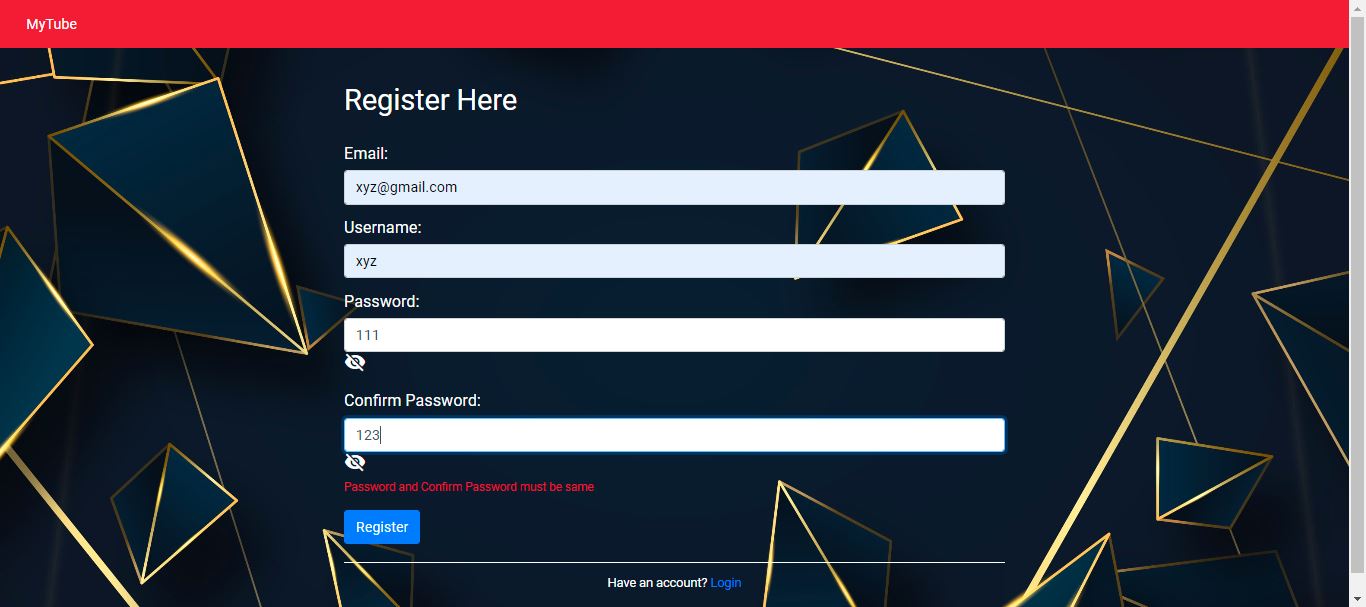 MyTube
Register Here
Email:
xyz@gmail.com
Username:
xyz
Password:
111
Confirm Password:
123
Password and Confirm Password must be same
Register
Have an account? Login